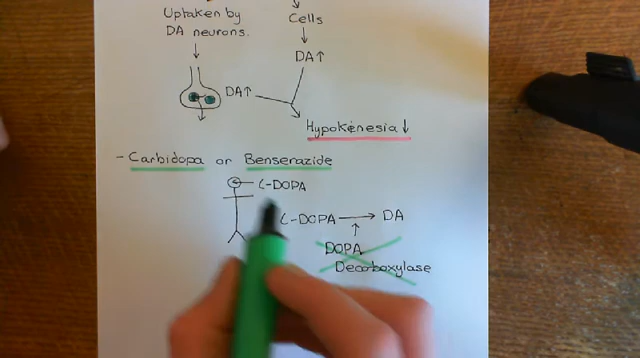 Uptaken by
DA neurons.
Cells
DA↑
DA↑
Hypokenesia↓
- Carbidopa or Benserazide
L-DOPA
L-DOPA → DA
DOPA
Decarboxylase